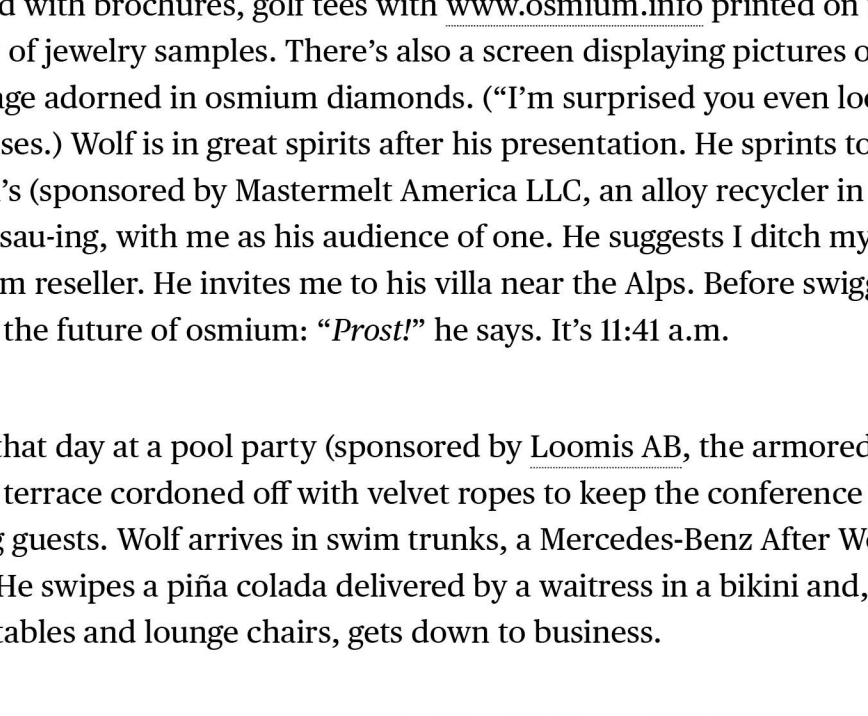 d with brochures, golf tees with www.osmium.info printed on
of jewelry samples. There’s also a screen displaying pictures o
age adorned in osmium diamonds. (“I’m surprised you even loo
ses.) Wolf is in great spirits after his presentation. He sprints to
’s (sponsored by Mastermelt America LLC, an alloy recycler in
sau-ing, with me as his audience of one. He suggests I ditch my
m reseller. He invites me to his villa near the Alps. Before swigg
the future of osmium: “Prost!” he says. It’s 11:41 a.m.
that day at a pool party (sponsored by Loomis AB, the armored
terrace cordoned off with velvet ropes to keep the conference
g guests. Wolf arrives in swim trunks, a Mercedes-Benz After Wo
He swipes a piña colada delivered by a waitress in a bikini and,
tables and lounge chairs, gets down to business.